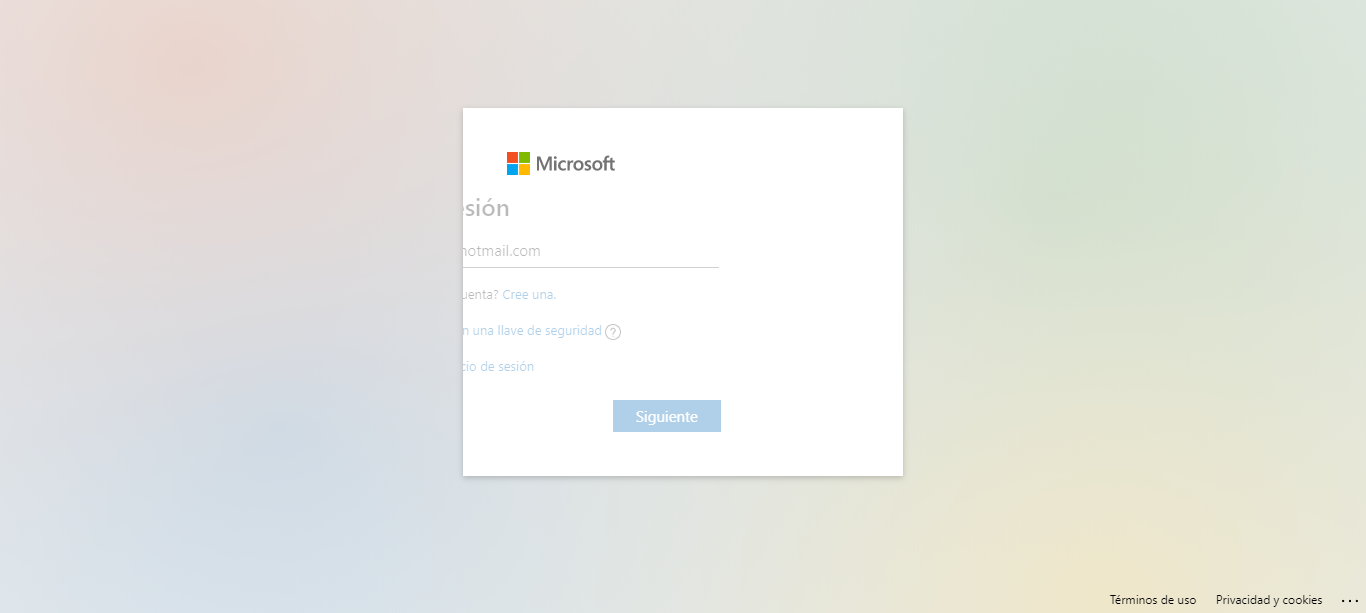 Microsoft
esión
hotmail.com
uenta? Cree una.
n una llave de seguridad ?
cio de sesión
Siguiente
Términos de uso Privacidad y cookies ...